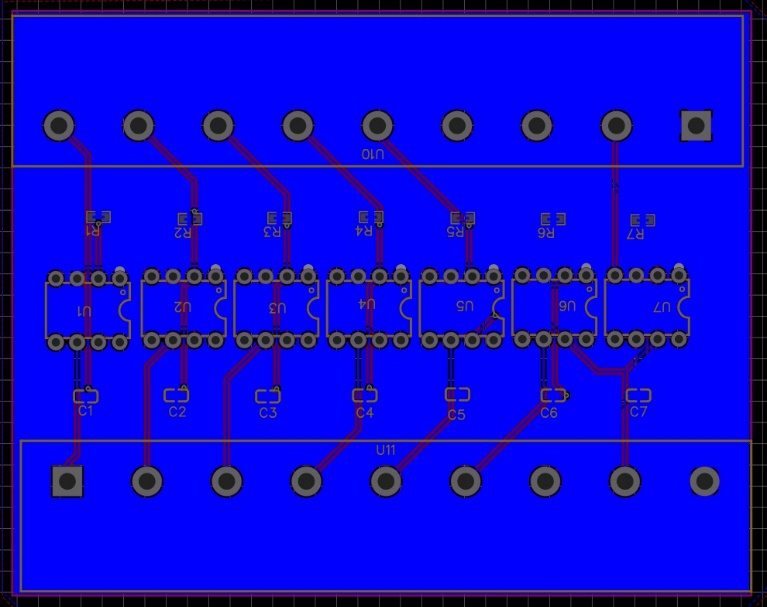 U10
R1 R2 R3 R4 R5 R6 R7
U1 U2 U3 U4 U5 U6 U7
C1 C2 C3 C4 C5 C6 C7
U11